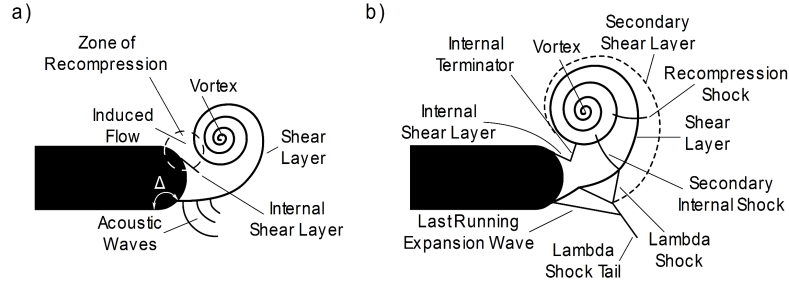 a)
Zone of
Recompression
Vortex
Induced
Flow
Shear
Layer
Δ
Internal
Shear Layer
Acoustic
Waves
b)
Secondary
Shear Layer
Internal
Terminator
Vortex
Recompression
Shock
Internal
Shear Layer
Shear
Layer
Secondary
Internal Shock
Last Running
Expansion Wave
Lambda
Shock
Lambda
Shock Tail